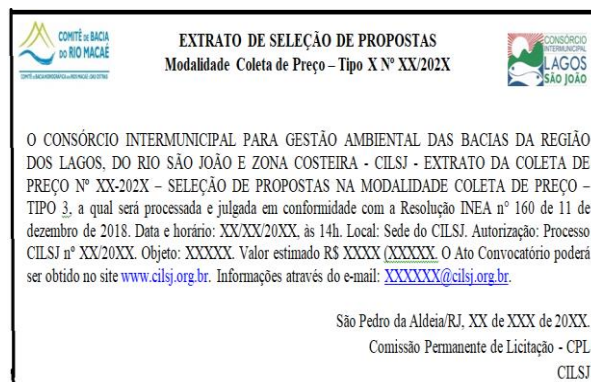 COMITÊ DE BACIA
DO RIO MACAÉ
EXTRATO DE SELEÇÃO DE PROPOSTAS
Modalidade Coleta de Preço – Tipo X Nº XX/202X
CONSÓRCIO
INTERMUNICIPAL
LAGOS
SÃO JOÃO
O CONSÓRCIO INTERMUNICIPAL PARA GESTÃO AMBIENTAL DAS BACIAS DA REGIÃO
DOS LAGOS, DO RIO SÃO JOÃO E ZONA COSTEIRA - CILSJ - EXTRATO DA COLETA DE
PREÇO Nº XX-202X – SELEÇÃO DE PROPOSTAS NA MODALIDADE COLETA DE PREÇO –
TIPO 3, a qual será processada e julgada em conformidade com a Resolução INEA n° 160 de 11 de
dezembro de 2018. Data e horário: XX/XX/20XX, às 14h. Local: Sede do CILSJ. Autorização: Processo
CILSJ nº XX/20XX. Objeto: XXXXX. Valor estimado R$ XXXX (XXXXX. O Ato Convocatório poderá
ser obtido no site www.cilsj.org.br. Informações através do e-mail: XXXXXX@cilsj.org.br.
São Pedro da Aldeia/RJ, XX de XXX de 20XX.
Comissão Permanente de Licitação - CPL
CILSJ